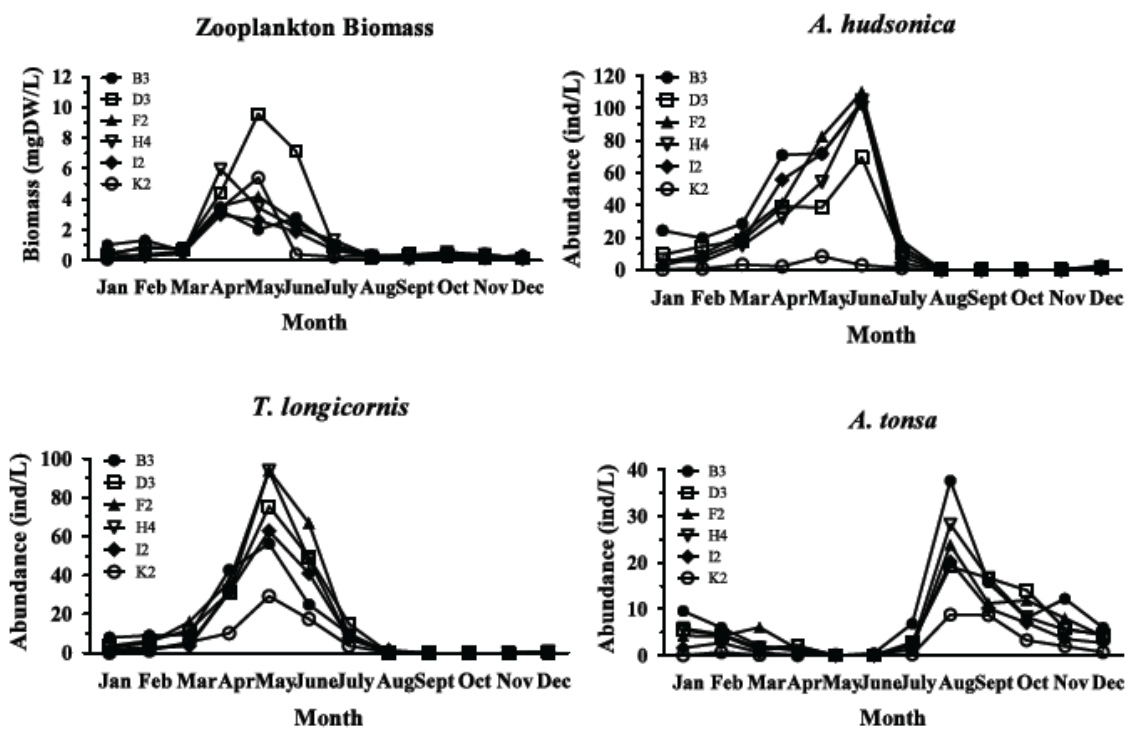 Zooplankton Biomass
12
10
8
6
4
2
0
Biomass (mgDW/L)
B3
D3
F2
H4
I2
K2
Jan Feb Mar Apr May June July Aug Sept Oct Nov Dec
Month
A. hudsonica
120
100
80
60
40
20
0
Abundance (ind/L)
B3
D3
F2
H4
I2
K2
Jan Feb Mar Apr May June July Aug Sept Oct Nov Dec
Month
T. longicornis
100
80
60
40
20
0
Abundance (ind/L)
B3
D3
F2
H4
I2
K2
Jan Feb Mar Apr May June July Aug Sept Oct Nov Dec
Month
A. tonsa
40
30
20
10
0
Abundance (ind/L)
B3
D3
F2
H4
I2
K2
Jan Feb Mar Apr May June July Aug Sept Oct Nov Dec
Month